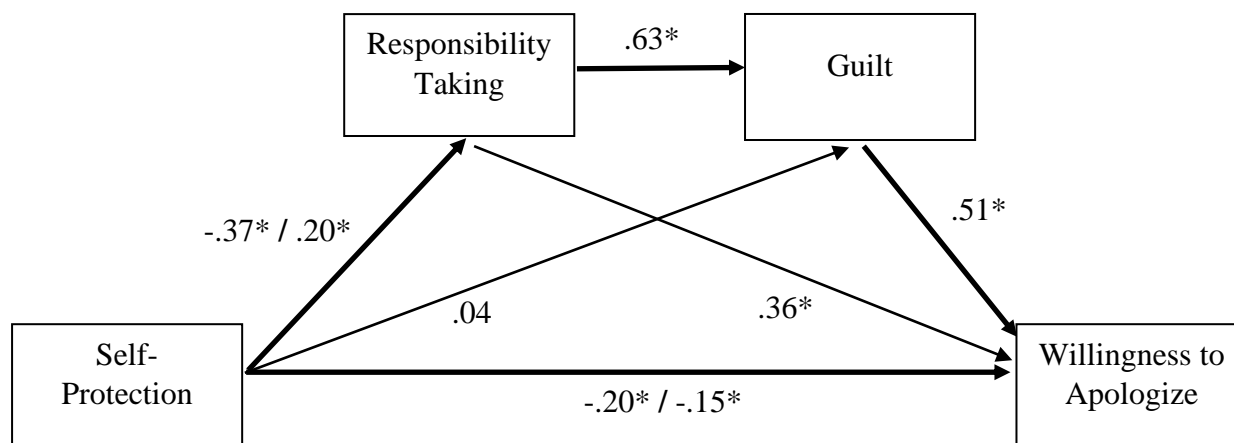 Responsibility
Taking
.63*
Guilt
-.37* / .20*
.51*
.04
.36*
Self-
Protection
-.20* / -.15*
Willingness to
Apologize